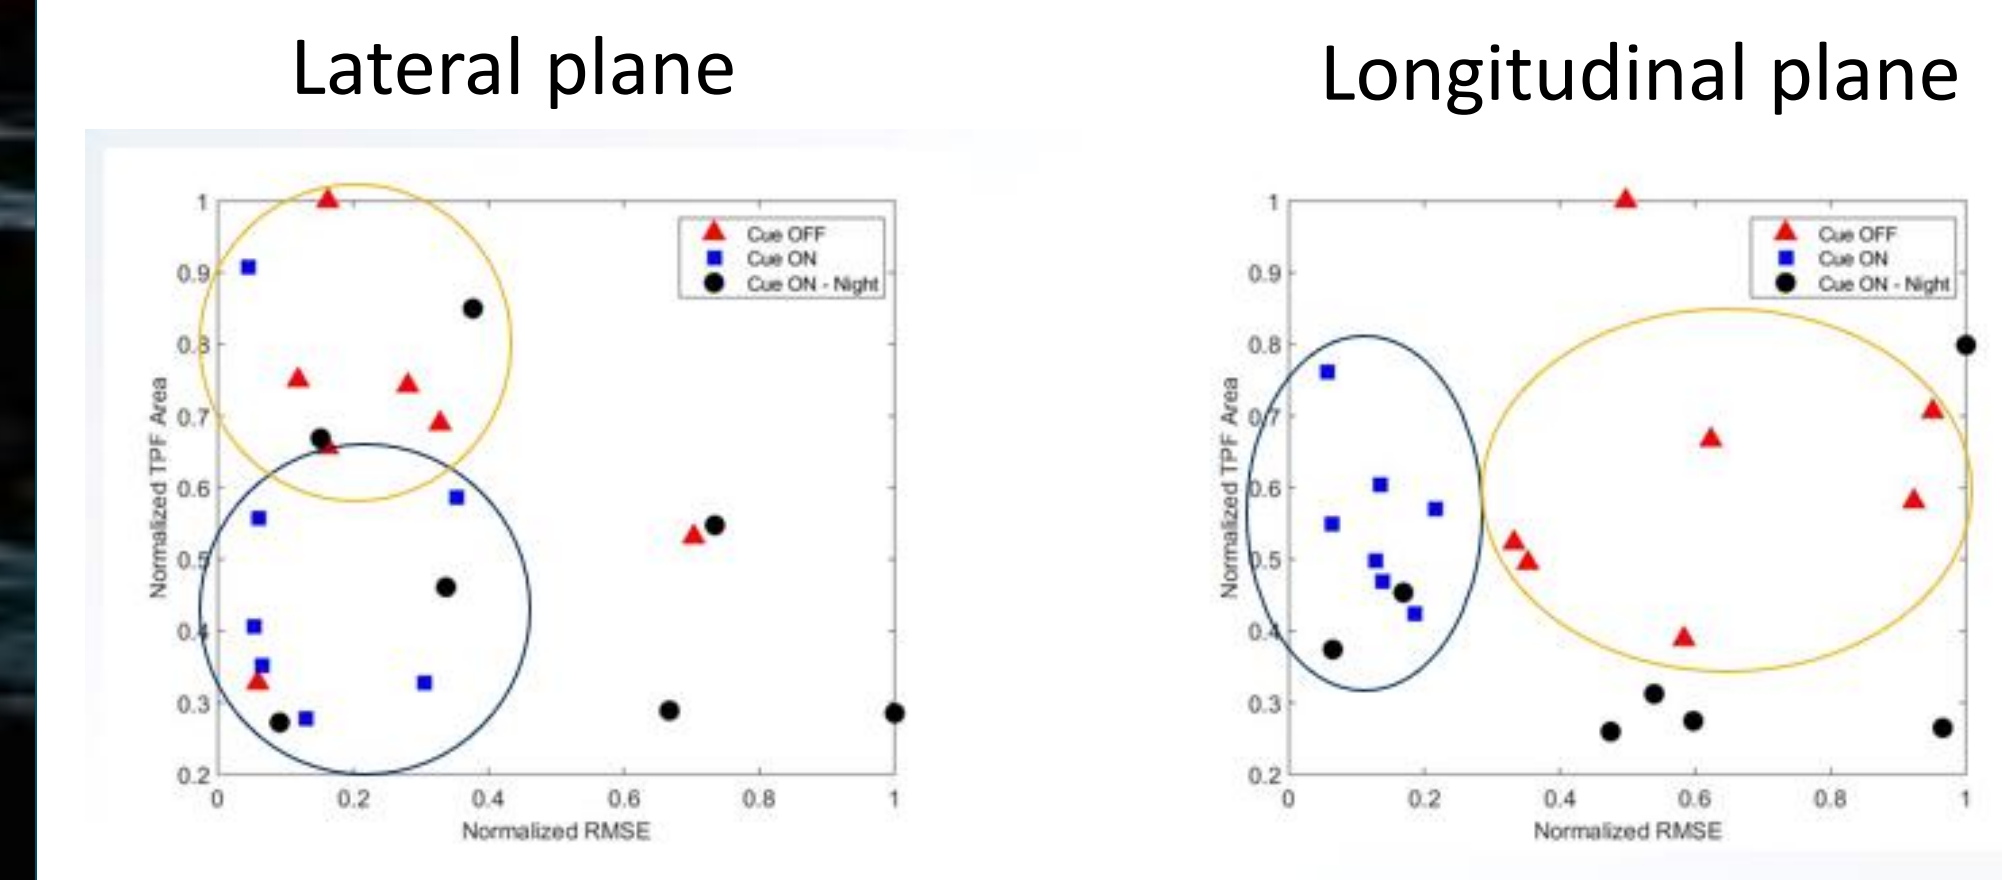 Lateral plane
Longitudinal plane
1
0.9
0.8
0.7
0.6
0.5
0.4
0.3
0.2
0
0.2
0.4
0.6
0.8
1
Normalized TPF Area
Normalized RMSE
Cue OFF
Cue ON
Cue ON - Night
1
0.9
0.8
0.7
0.6
0.5
0.4
0.3
0.2
0
0.2
0.4
0.6
0.8
1
Normalized TPF Area
Normalized RMSE
Cue OFF
Cue ON
Cue ON - Night